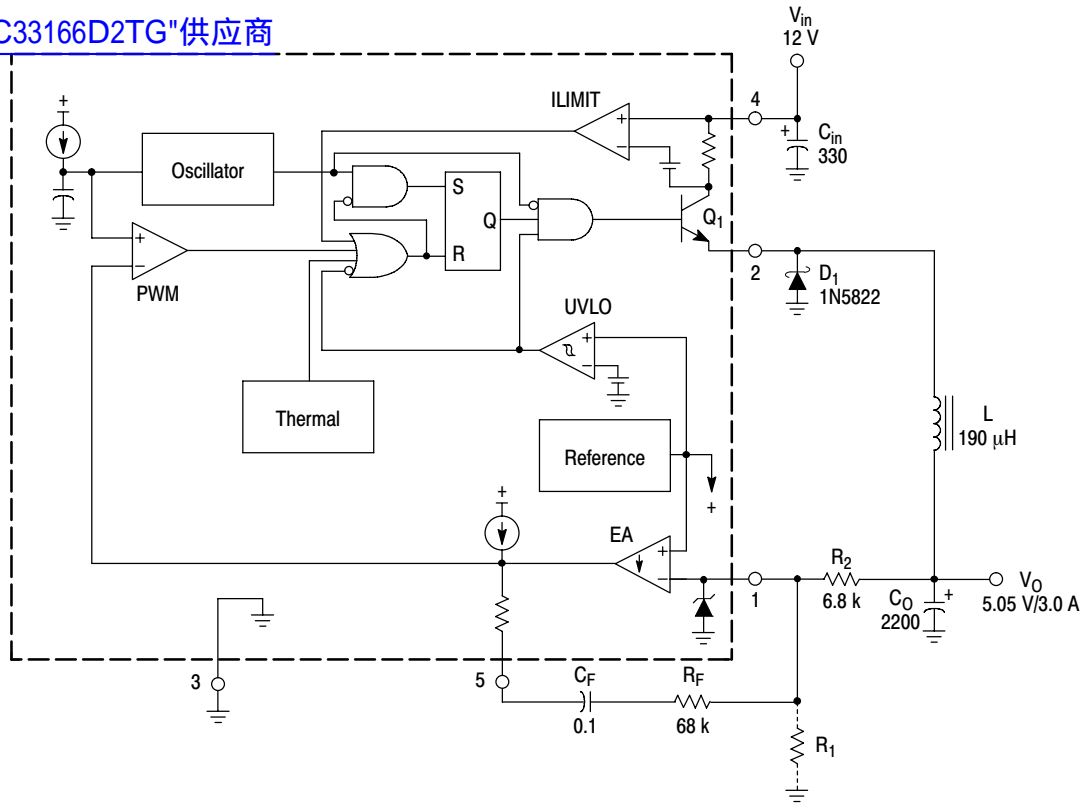 C33166D2TG"供应商
Vin
12 V
ILIMIT
4
+
Cin
330
+
+
−
Oscillator
S
Q
R
Q1
2
D1
1N5822
+
−
PWM
UVLO
+
−
Thermal
L
190 μH
Reference
+
+
EA
+
−
1
R2
6.8 k
CO
2200
+
VO
5.05 V/3.0 A
3
5
CF
0.1
RF
68 k
R1